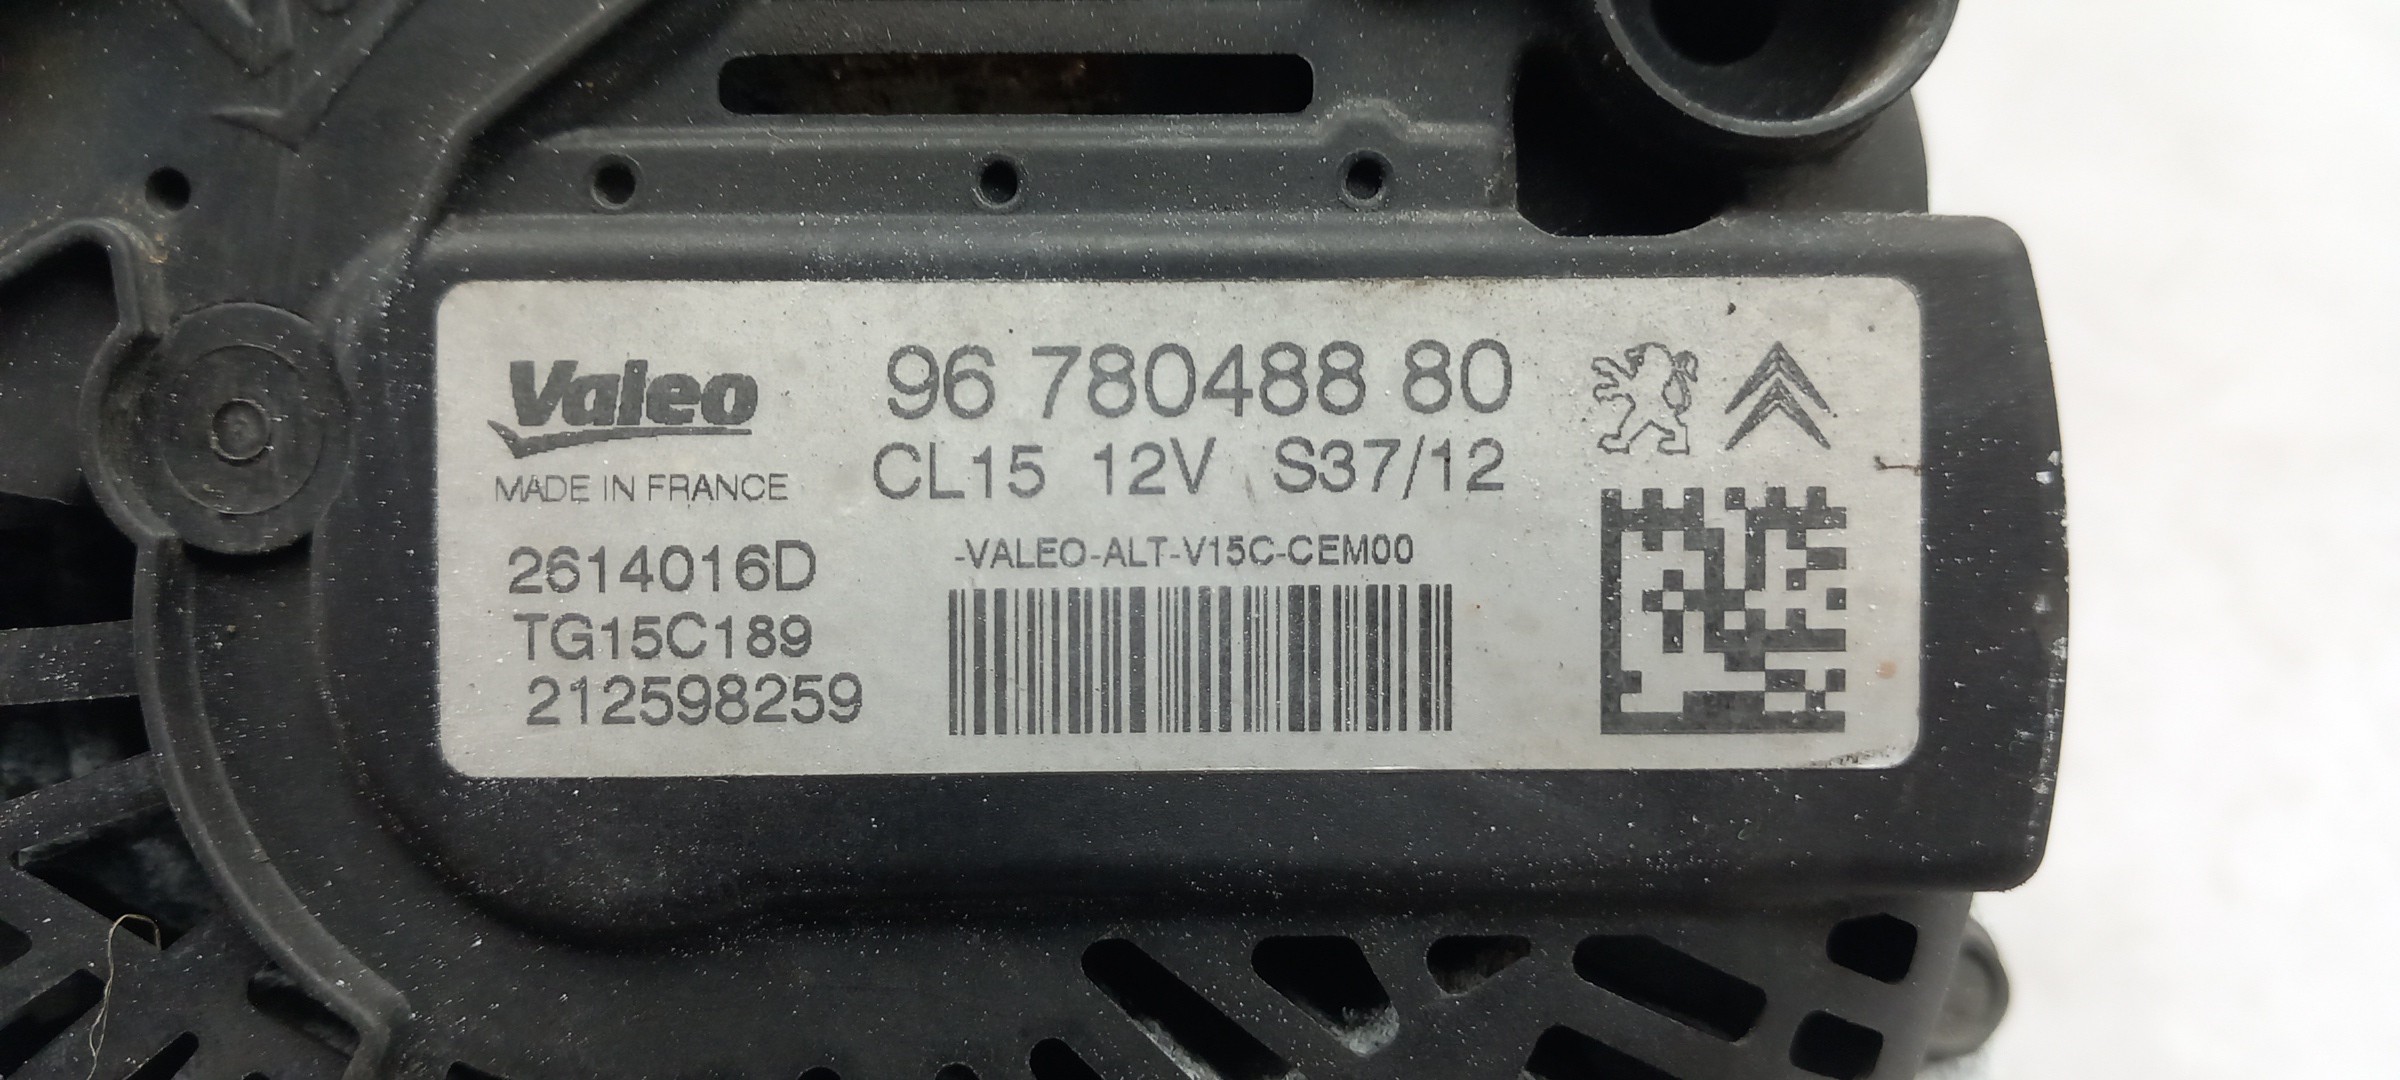 Valeo
MADE IN FRANCE
96 780488 80
CL15 12V S37/12
2614016D
TG15C189
212598259
-VALEO-ALT-V15C-CEM00